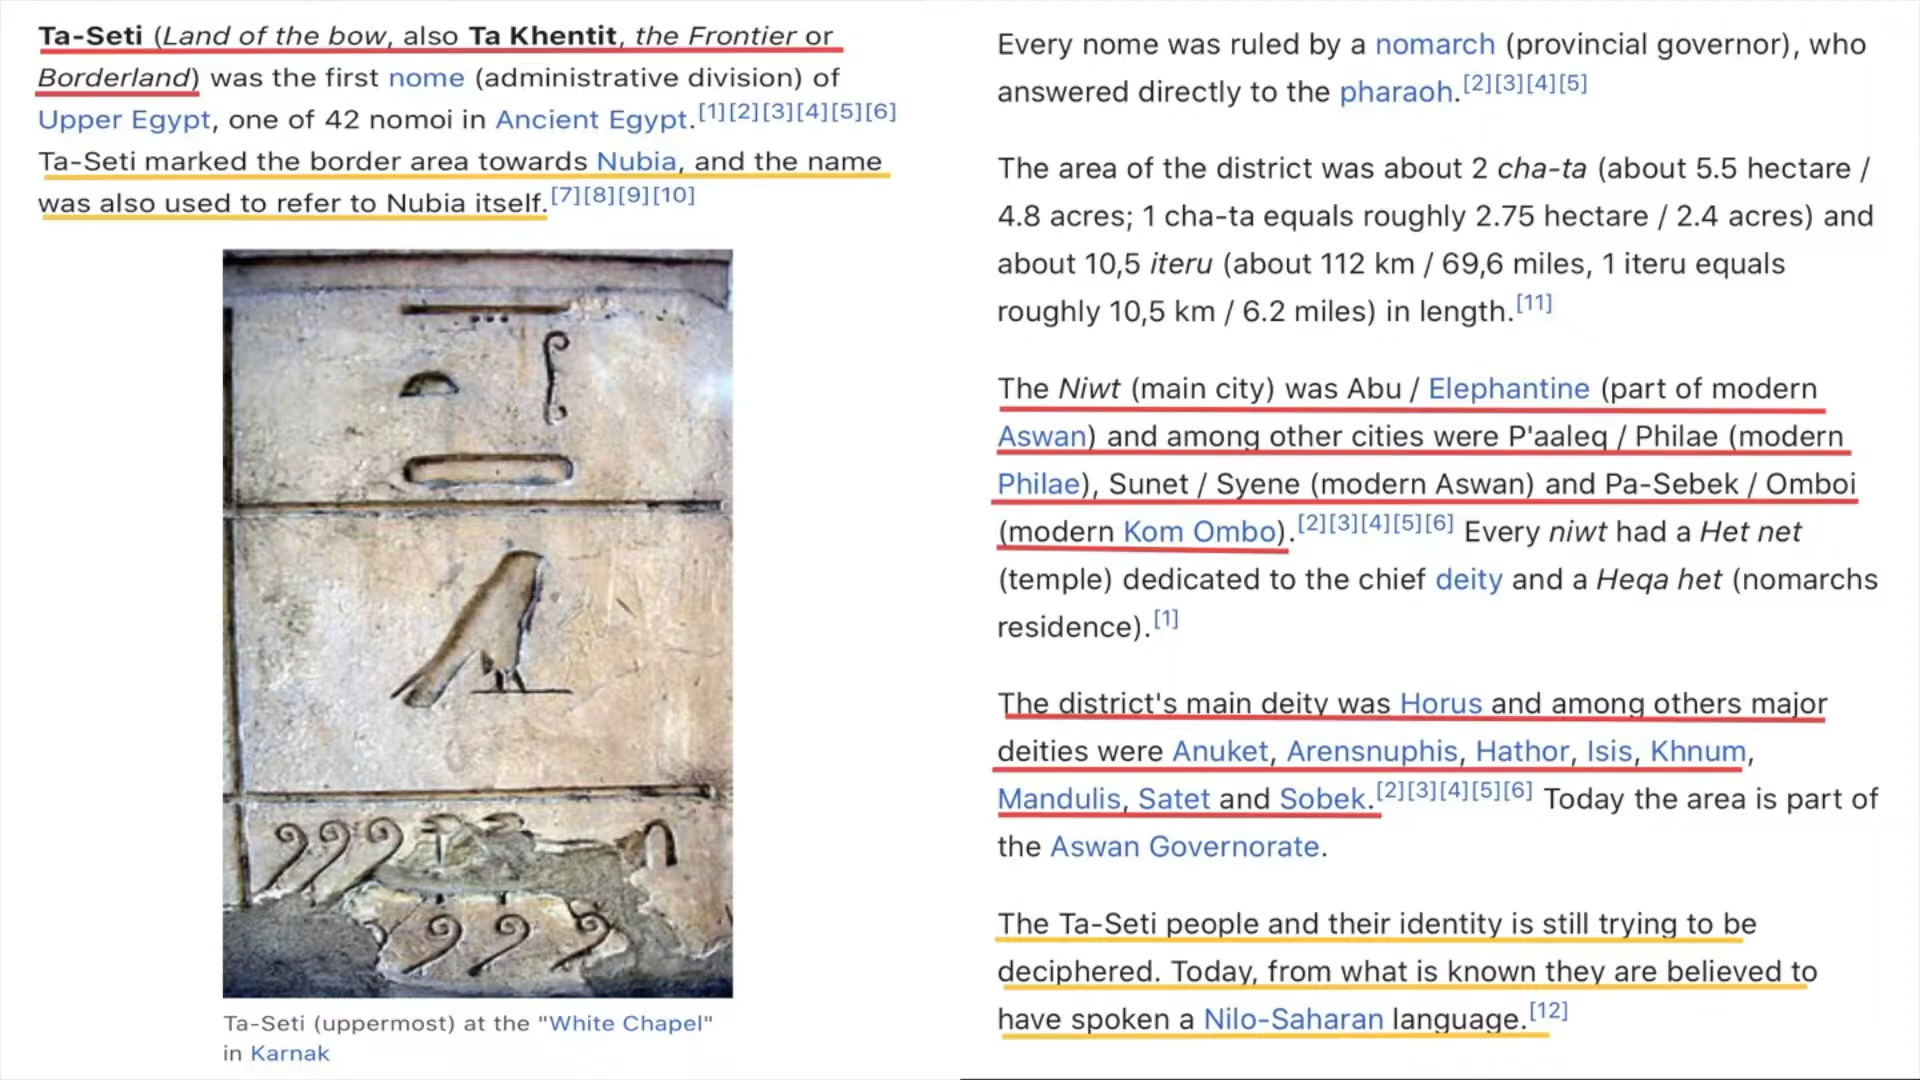 Ta-Seti (Land of the bow, also Ta Khentit, the Frontier or
Borderland) was the first nome (administrative division) of
Upper Egypt, one of 42 nomoi in Ancient Egypt.[1][2][3][4][5][6]
Ta-Seti marked the border area towards Nubia, and the name
was also used to refer to Nubia itself.[7][8][9][10]
Ta-Seti (uppermost) at the "White Chapel"
in Karnak
Every nome was ruled by a nomarch (provincial governor), who
answered directly to the pharaoh.[2][3][4][5]
The area of the district was about 2 cha-ta (about 5.5 hectare /
4.8 acres; 1 cha-ta equals roughly 2.75 hectare / 2.4 acres) and
about 10,5 iteru (about 112 km / 69,6 miles, 1 iteru equals
roughly 10,5 km / 6.2 miles) in length.[11]
The Niwt (main city) was Abu / Elephantine (part of modern
Aswan) and among other cities were P'aaleq / Philae (modern
Philae), Sunet / Syene (modern Aswan) and Pa-Sebek / Omboi
(modern Kom Ombo).[2][3][4][5][6] Every niwt had a Het net
(temple) dedicated to the chief deity and a Heqa het (nomarchs
residence).[1]
The district's main deity was Horus and among others major
deities were Anuket, Arensnuphis, Hathor, Isis, Khnum,
Mandulis, Satet and Sobek.[2][3][4][5][6] Today the area is part of
the Aswan Governorate.
The Ta-Seti people and their identity is still trying to be
deciphered. Today, from what is known they are believed to
have spoken a Nilo-Saharan language.[12]